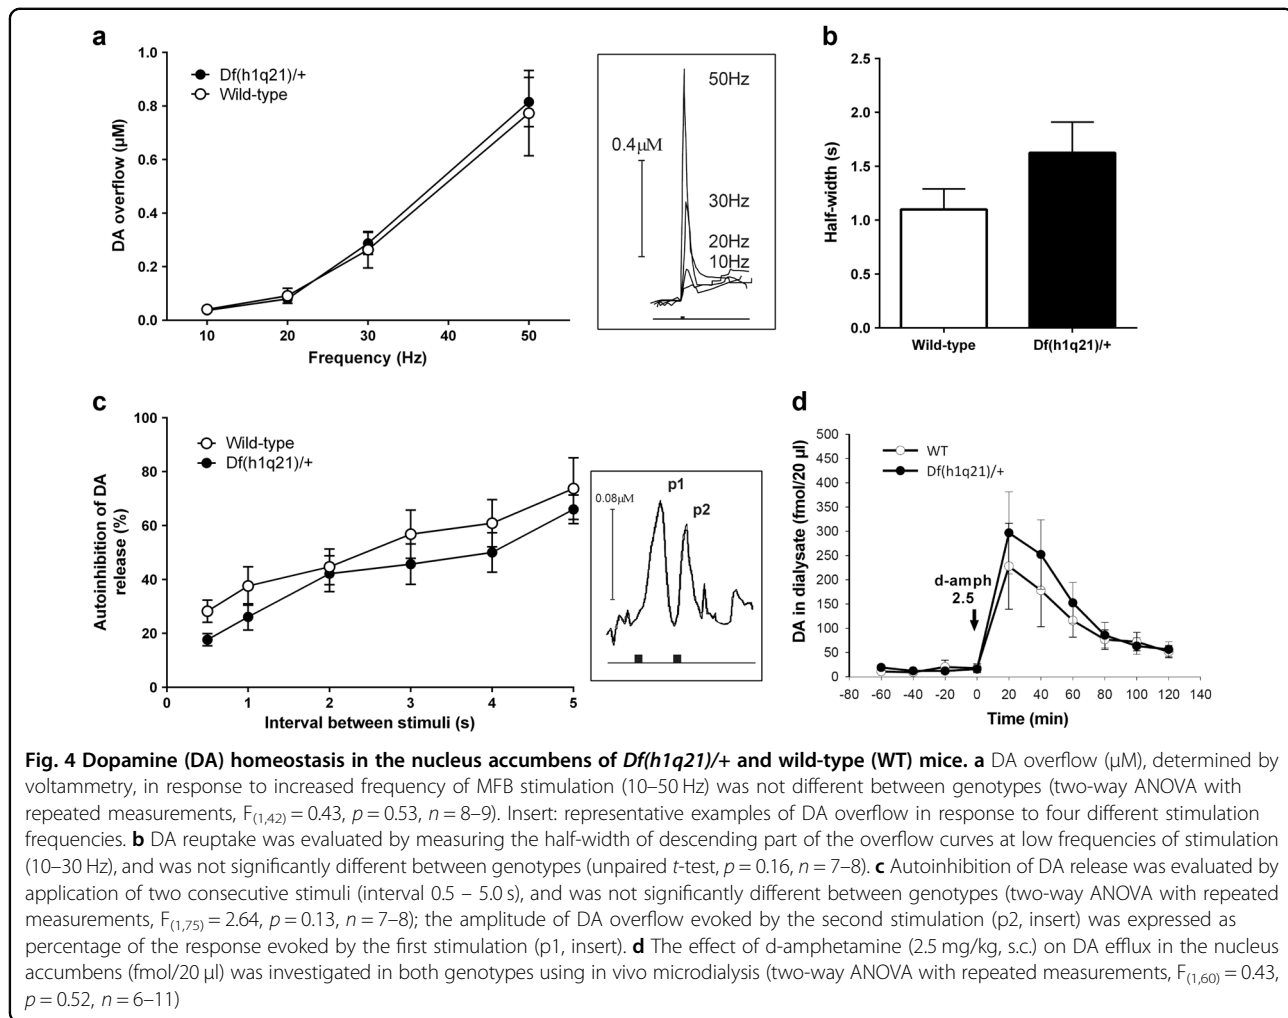 a
1.0
0.8
0.6
0.4
0.2
0.0
DA overflow (µM)
Df(h1q21)/+
Wild-type
10
20
30
40
50
Frequency (Hz)
50Hz
0.4µM
30Hz
20Hz
10Hz
b
2.5
2.0
1.5
1.0
0.5
0.0
Half-width (s)
Wild-type
Df(h1q21)/+
c
100
80
60
40
20
0
Autoinhibition of DA
release (%)
Wild-type
Df(h1q21)/+
0
1
2
3
4
5
Interval between stimuli (s)
p1
0.08µM
p2
d
500
450
400
350
300
250
200
150
100
50
0
DA in dialysate (fmol/20 µl)
WT
Df(h1q21)/+
d-amph
2.5
-80
-60
-40
-20
0
20
40
60
80
100
120
140
Time (min)
Fig. 4 Dopamine (DA) homeostasis in the nucleus accumbens of Df(h1q21)/+ and wild-type (WT) mice. a DA overflow (µM), determined by
voltammetry, in response to increased frequency of MFB stimulation (10–50 Hz) was not different between genotypes (two-way ANOVA with
repeated measurements, F(1,42) = 0.43, p = 0.53, n = 8–9). Insert: representative examples of DA overflow in response to four different stimulation
frequencies. b DA reuptake was evaluated by measuring the half-width of descending part of the overflow curves at low frequencies of stimulation
(10–30 Hz), and was not significantly different between genotypes (unpaired t-test, p = 0.16, n = 7–8). c Autoinhibition of DA release was evaluated by
application of two consecutive stimuli (interval 0.5 – 5.0 s), and was not significantly different between genotypes (two-way ANOVA with repeated
measurements, F(1,75) = 2.64, p = 0.13, n = 7–8); the amplitude of DA overflow evoked by the second stimulation (p2, insert) was expressed as
percentage of the response evoked by the first stimulation (p1, insert). d The effect of d-amphetamine (2.5 mg/kg, s.c.) on DA efflux in the nucleus
accumbens (fmol/20 µl) was investigated in both genotypes using in vivo microdialysis (two-way ANOVA with repeated measurements, F(1,60) = 0.43,
p = 0.52, n = 6–11)